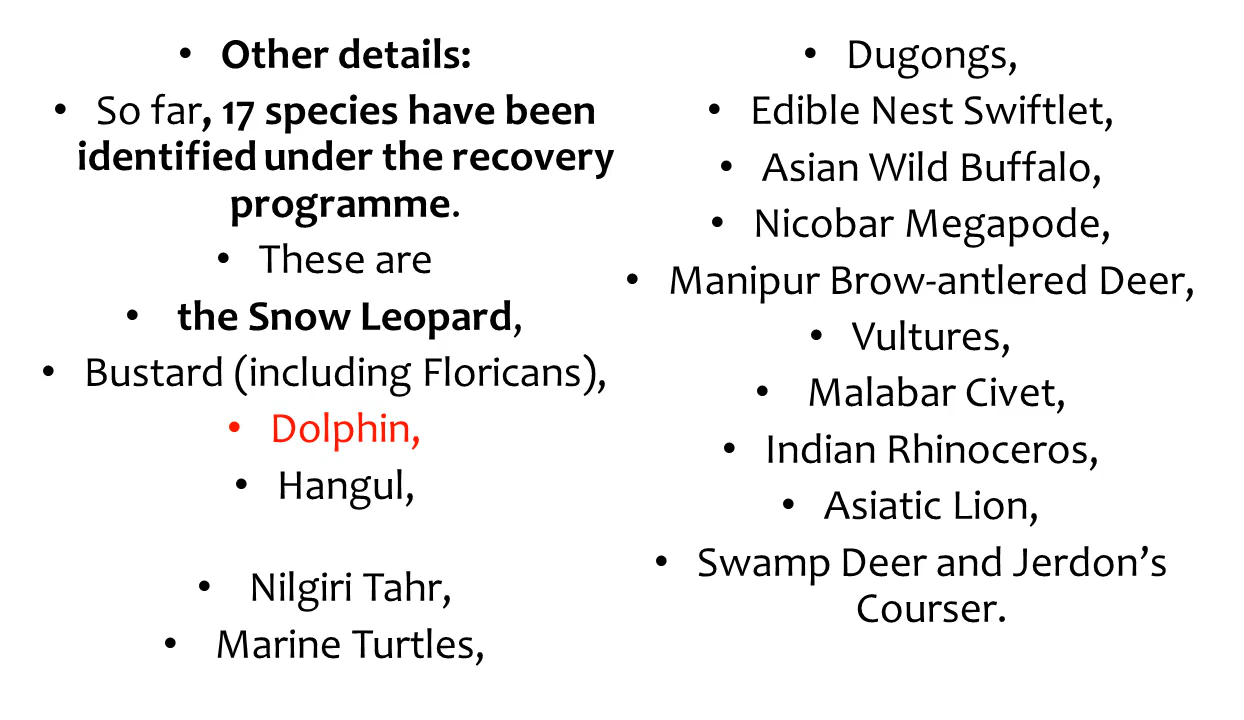 • Other details:
• So far, 17 species have been
identified under the recovery
programme.
• These are
• the Snow Leopard,
• Bustard (including Floricans),
• Dolphin,
• Hangul,
• Nilgiri Tahr,
• Marine Turtles,
• Dugongs,
• Edible Nest Swiftlet,
• Asian Wild Buffalo,
• Nicobar Megapode,
• Manipur Brow-antlered Deer,
• Vultures,
• Malabar Civet,
• Indian Rhinoceros,
• Asiatic Lion,
• Swamp Deer and Jerdon’s
Courser.